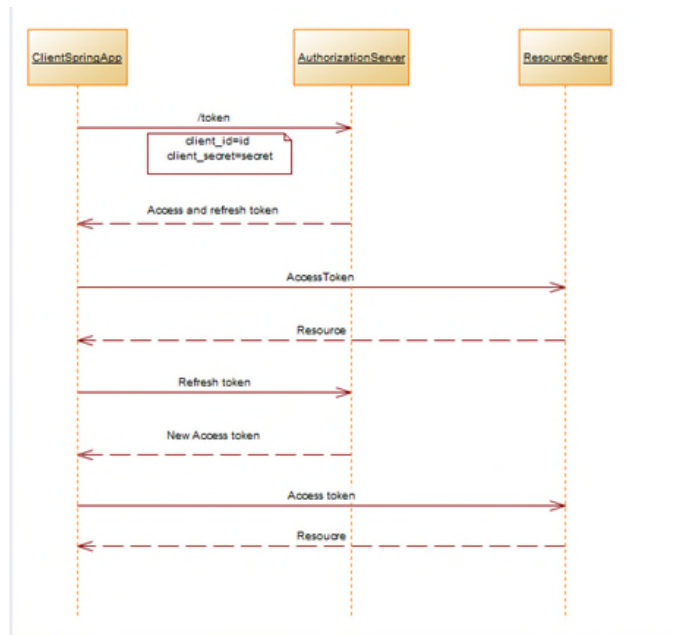 ClientSpringApp
AuthorizationServer
ResourceServer
/token
client_id=id
client_secret=secret
Access and refresh token
AccessToken
Resource
Refresh token
New Access token
Access token
Resoucre